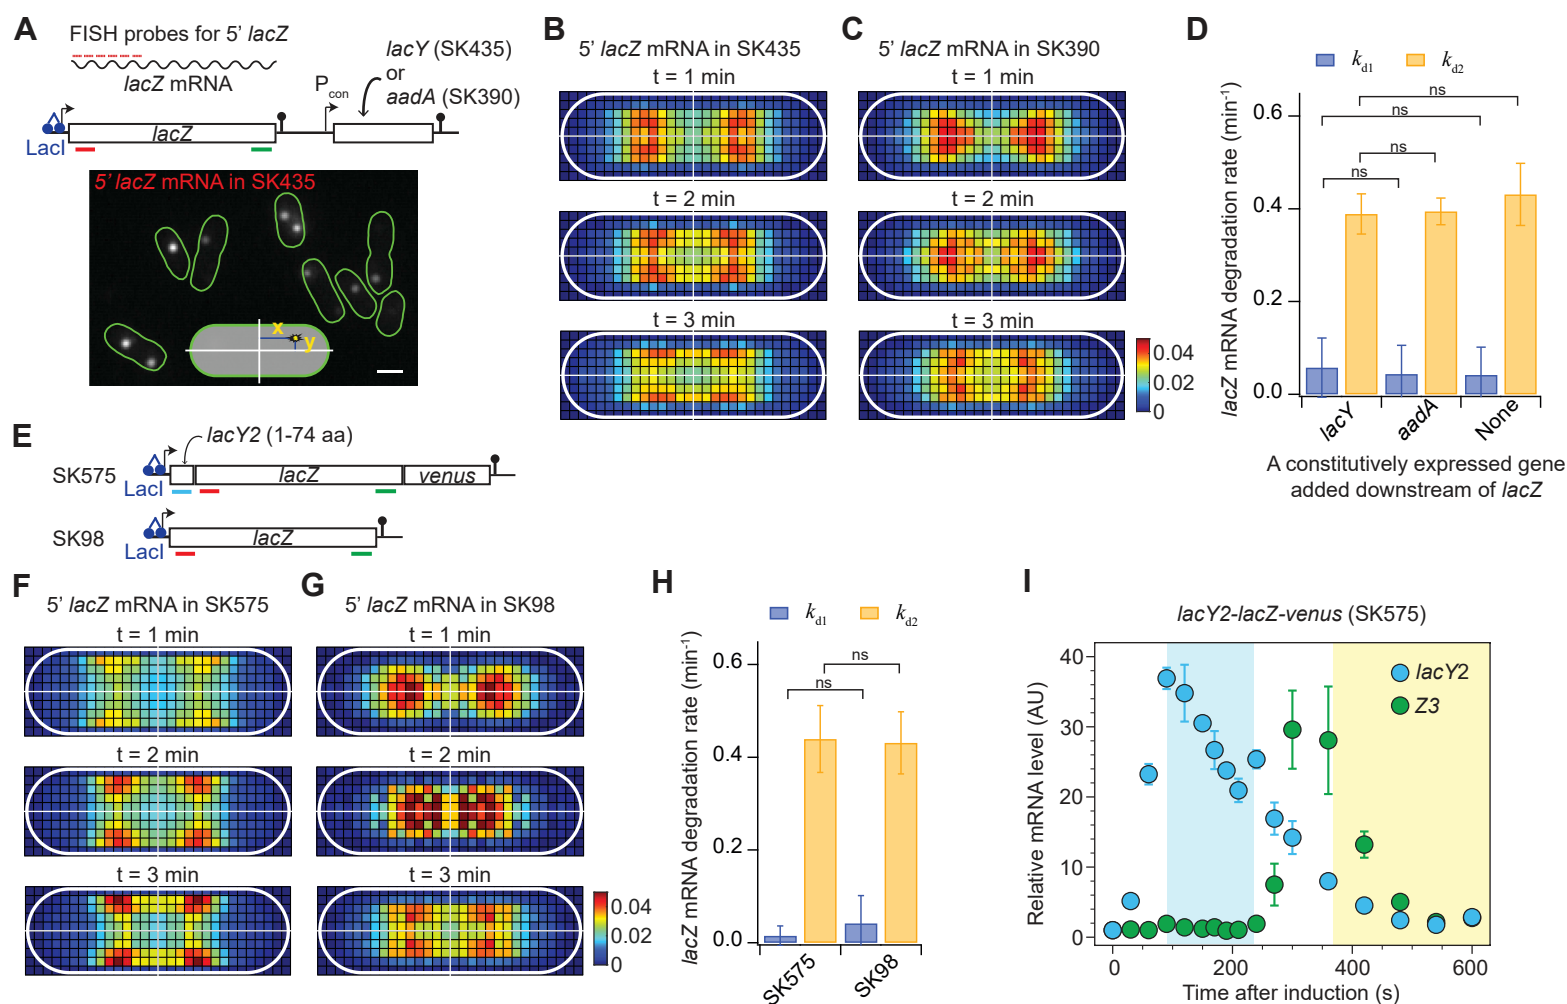 A
FISH probes for 5' lacZ
lacZ mRNA
lacY (SK435)
or
aadA (SK390)
Pcon
lacZ
LacI
5' lacZ mRNA in SK435
x
y
B
5' lacZ mRNA in SK435
t = 1 min
t = 2 min
t = 3 min
C
5' lacZ mRNA in SK390
t = 1 min
t = 2 min
t = 3 min
0.04
0.02
0
D
kd1
kd2
lacZ mRNA degradation rate (min-1)
0.6
0.4
0.2
0.0
ns
ns
ns
ns
lacY
aadA
None
A constitutively expressed gene
added downstream of lacZ
E
lacY2 (1-74 aa)
SK575
lacZ
venus
LacI
SK98
lacZ
LacI
F
5' lacZ mRNA in SK575
t = 1 min
t = 2 min
t = 3 min
G
5' lacZ mRNA in SK98
t = 1 min
t = 2 min
t = 3 min
0.04
0.02
0
H
kd1
kd2
lacZ mRNA degradation rate (min-1)
0.6
0.4
0.2
0.0
ns
ns
SK575
SK98
I
lacY2-lacZ-venus (SK575)
Relative mRNA level (AU)
40
30
20
10
0
lacY2
Z3
0
200
400
600
Time after induction (s)